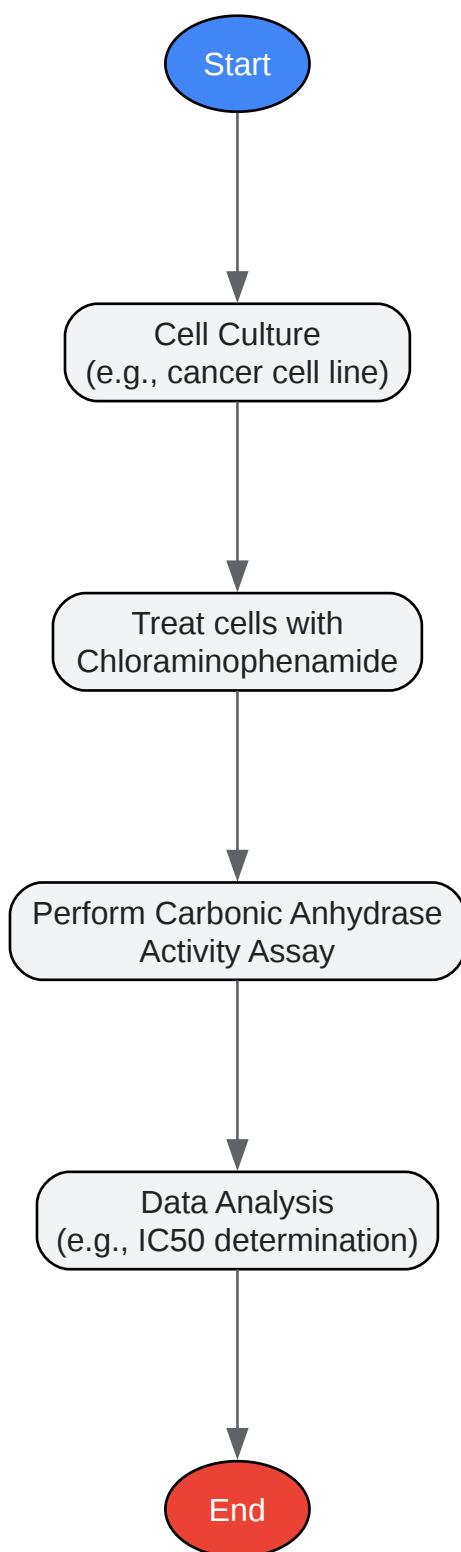 Start
Cell Culture
(e.g., cancer cell line)
Treat cells with
Chloraminophenamide
Perform Carbonic Anhydrase
Activity Assay
Data Analysis
(e.g., IC50 determination)
End